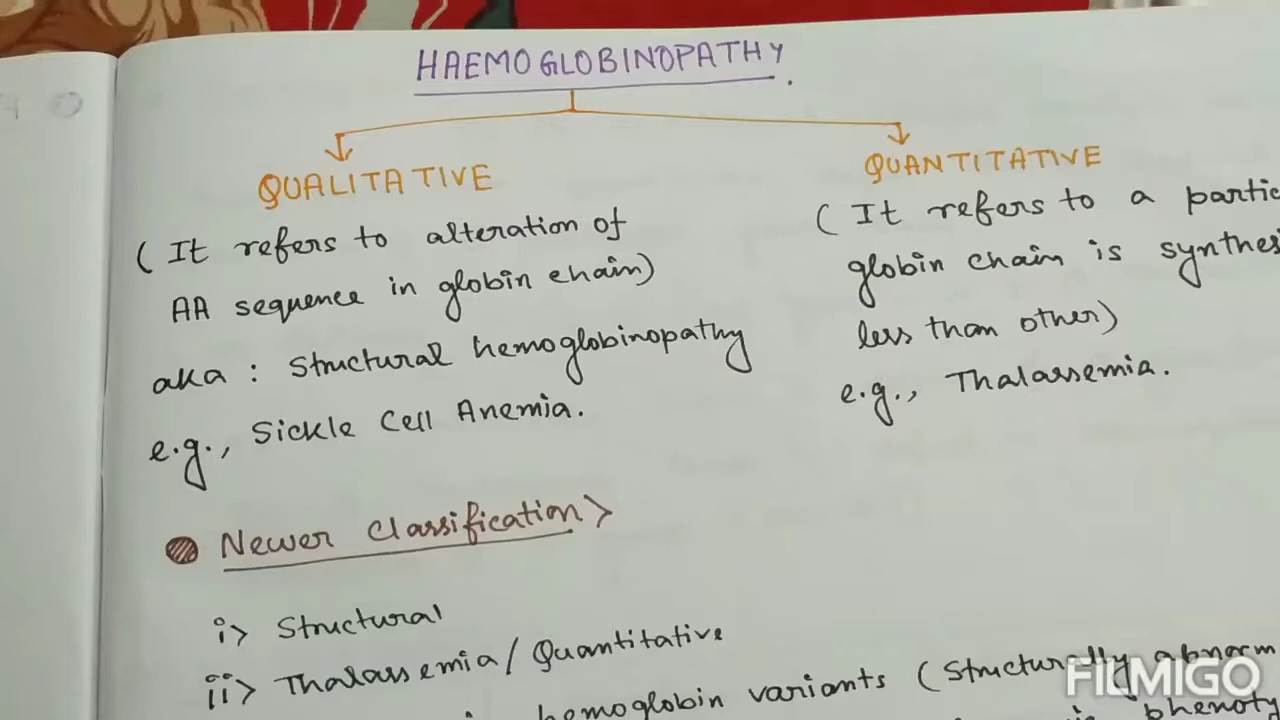 HAEMOGLOBINOPATHY.
QUALITATIVE
(It refers to alteration of
AA sequence in globin chain)
aka : Structural hemoglobinopathy
e.g., Sickle Cell Anemia.
QUANTITATIVE
(It refers to a partic
globin chain is synthes
less than other)
e.g., Thalassemia.
Newer Classification>
i> Structural
ii> Thalassemia/Quantitative
hemoglobin variants (Structurally abnorm
phenoty
FILMIGO